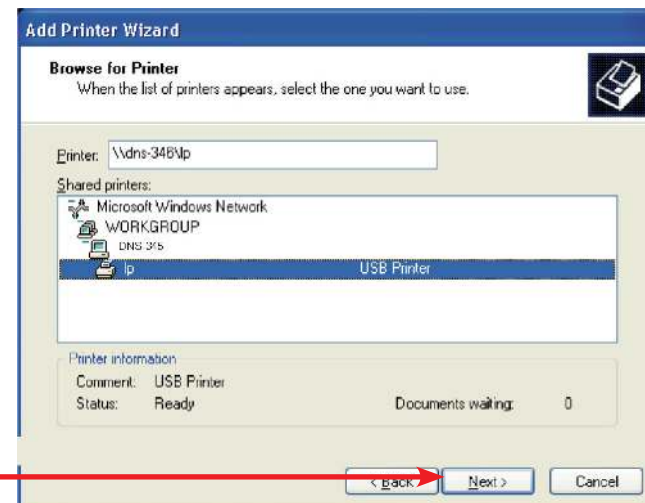 Add Printer Wizard
Browse for Printer
When the list of printers appears, select the one you want to use.
Printer: \\dns-346\lp
Shared printers:
Microsoft Windows Network
WORKGROUP
DNS 345
lp USB Printer
Printer information
Comment: USB Printer
Status: Ready Documents waiting: 0
< Back Next > Cancel